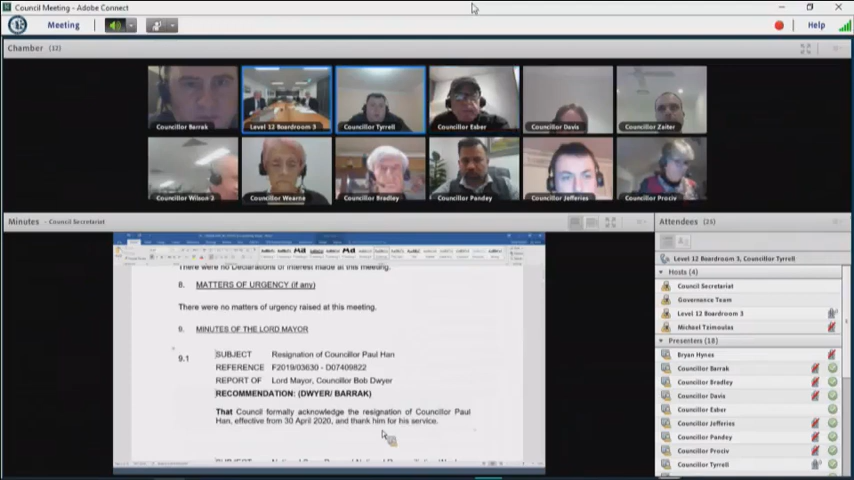 Council Meeting - Adobe Connect
Meeting
Help
Chamber (12)
Councillor Barrak
Level 12 Boardroom 3
Councillor Tyrrell
Councillor Esber
Councillor Davis
Councillor Zaiter
Councillor Wilson 2
Councillor Wearne
Councillor Bradley
Councillor Pandey
Councillor Jefferies
Councillor Prociv
Minutes - Council Secretariat
There were no Declarations of Interest made at this meeting.
8. MATTERS OF URGENCY (if any)
There were no matters of urgency raised at this meeting.
9. MINUTES OF THE LORD MAYOR
9.1 SUBJECT Resignation of Councillor Paul Han
REFERENCE F2019/03630 - D07409822
REPORT OF Lord Mayor, Councillor Bob Dwyer
RECOMMENDATION: (DWYER/ BARRAK)
That Council formally acknowledge the resignation of Councillor Paul
Han, effective from 30 April 2020, and thank him for his service.
Attendees (23)
Level 12 Boardroom 3, Councillor Tyrrell
Hosts (4)
Council Secretariat
Governance Team
Level 12 Boardroom 3
Michael Tzimoulas
Presenters (18)
Bryan Hynes
Councillor Barrak
Councillor Bradley
Councillor Davis
Councillor Esber
Councillor Jefferies
Councillor Pandey
Councillor Prociv
Councillor Tyrrell